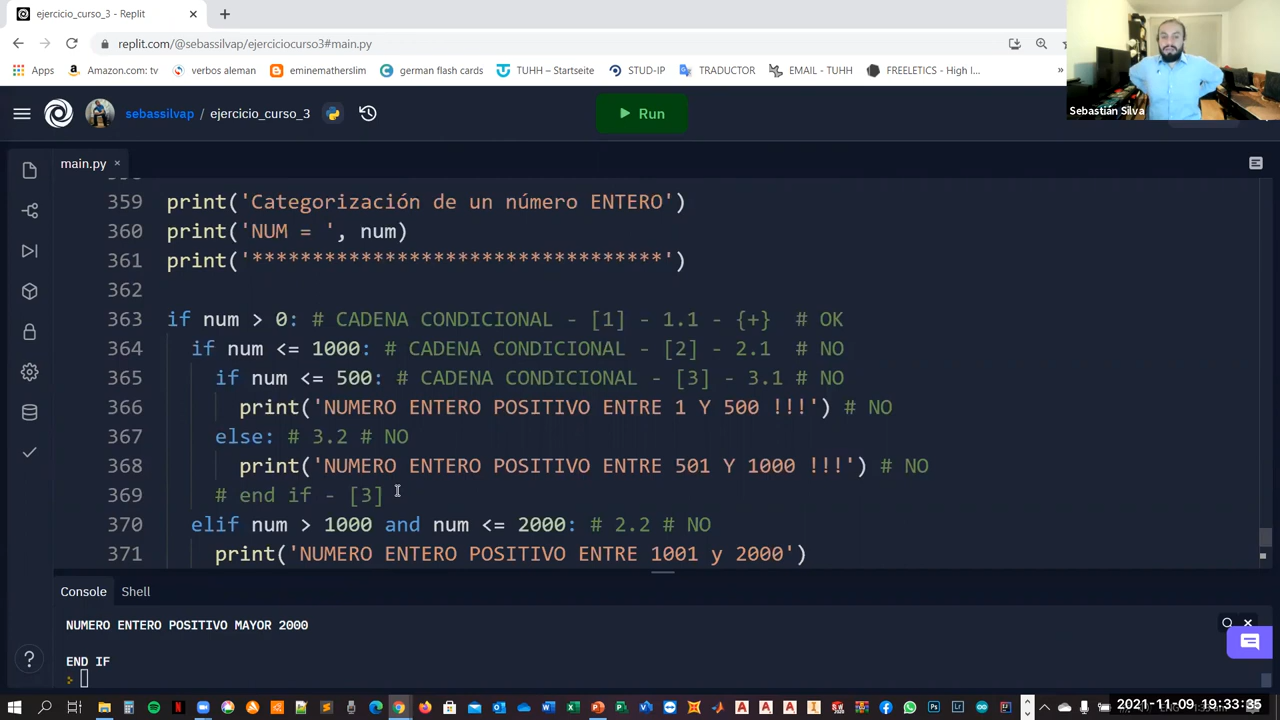 ejercicio_curso_3 - Replit
replit.com/@sebassilvap/ejerciciocurso3#main.py
Apps
Amazon.com: tv
verbos aleman
eminemathslim
german flash cards
TUHH – Startseite
STUD-IP
TRADUCTOR
EMAIL - TUHH
FREELETICS - High I...
»
Sebastián Silva
sebassilvap / ejercicio_curso_3
Run
main.py
359 print('Categorización de un número ENTERO')
360 print('NUM = ', num)
361 print('**********************************')
362
363 if num > 0: # CADENA CONDICIONAL - [1] - 1.1 - {+} # OK
364 if num <= 1000: # CADENA CONDICIONAL - [2] - 2.1 # NO
365 if num <= 500: # CADENA CONDICIONAL - [3] - 3.1 # NO
366 print('NUMERO ENTERO POSITIVO ENTRE 1 Y 500 !!!') # NO
367 else: # 3.2 # NO
368 print('NUMERO ENTERO POSITIVO ENTRE 501 Y 1000 !!!') # NO
369 # end if - [3]
370 elif num > 1000 and num <= 2000: # 2.2 # NO
371 print('NUMERO ENTERO POSITIVO ENTRE 1001 y 2000')
Console
Shell
NUMERO ENTERO POSITIVO MAYOR 2000
END IF
2021-11-09 19:33:35